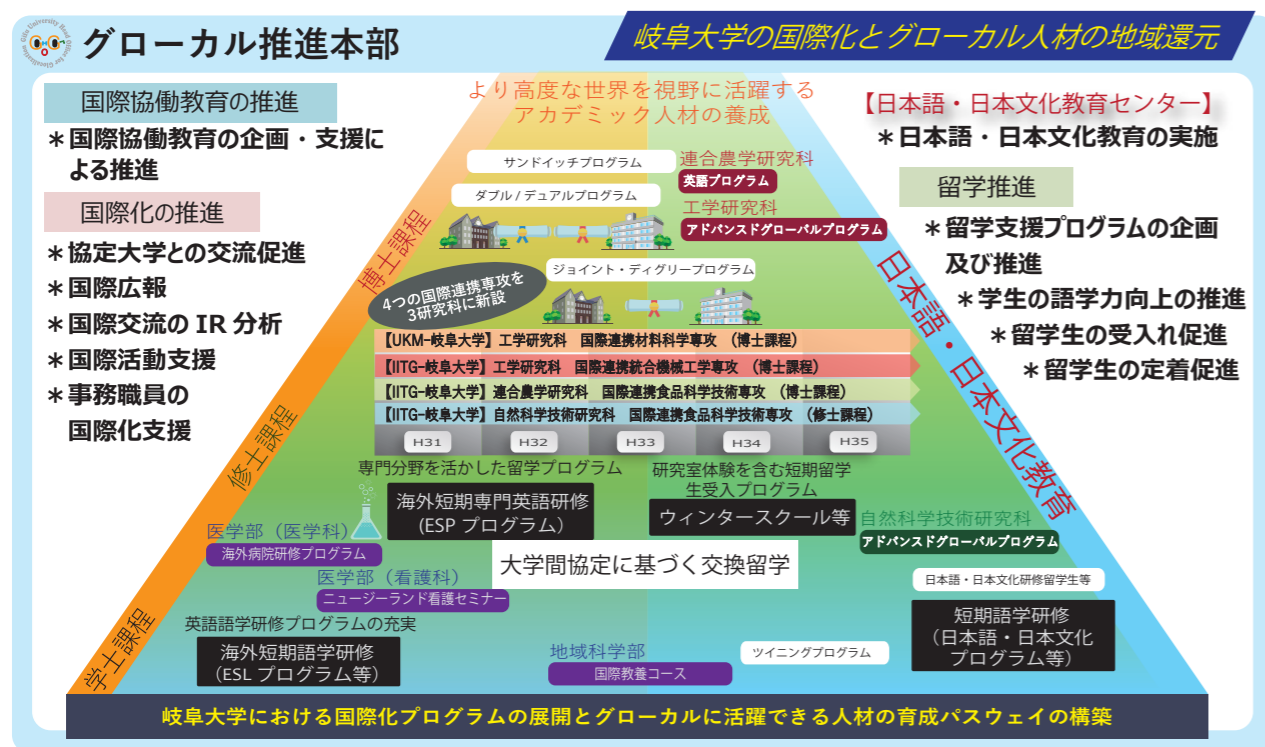 Gifu University Head Office for Glocalization
グローカル推進本部
岐阜大学の国際化とグローカル人材の地域還元
国際協働教育の推進
＊国際協働教育の企画・支援に
よる推進
国際化の推進
＊協定大学との交流促進
＊国際広報
＊国際交流の IR 分析
＊国際活動支援
＊事務職員の
国際化支援
より高度な世界を視野に活躍する
アカデミック人材の養成
サンドイッチプログラム
連合農学研究科
英語プログラム
ダブル / デュアルプログラム
工学研究科
アドバンスドグローバルプログラム
博士課程
ジョイント・ディグリープログラム
4つの国際連携専攻を
3研究科に新設
【UKM-岐阜大学】工学研究科　国際連携材料科学専攻　（博士課程）
【IITG-岐阜大学】工学研究科　国際連携統合機械工学専攻　（博士課程）
【IITG-岐阜大学】連合農学研究科　国際連携食品科学技術専攻　（博士課程）
【IITG-岐阜大学】自然科学技術研究科　国際連携食品科学技術専攻　（修士課程）
H31
H32
H33
H34
H35
修士課程
専門分野を活かした留学プログラム
海外短期専門英語研修
(ESP プログラム）
研究室体験を含む短期留学
生受入プログラム
ウィンタースクール等
自然科学技術研究科
アドバンスドグローバルプログラム
医学部（医学科）
海外病院研修プログラム
大学間協定に基づく交換留学
医学部（看護科）
ニュージーランド看護セミナー
日本語・日本文化研修留学生等
短期語学研修
（日本語・日本文化
プログラム等）
学士課程
英語語学研修プログラムの充実
海外短期語学研修
（ESL プログラム等）
地域科学部
国際教養コース
ツイニングプログラム
【日本語・日本文化教育センター】
＊日本語・日本文化教育の実施
留学推進
＊留学支援プログラムの企画
及び推進
＊学生の語学力向上の推進
＊留学生の受入れ促進
＊留学生の定着促進
日本語・日本文化教育
岐阜大学における国際化プログラムの展開とグローカルに活躍できる人材の育成パスウェイの構築